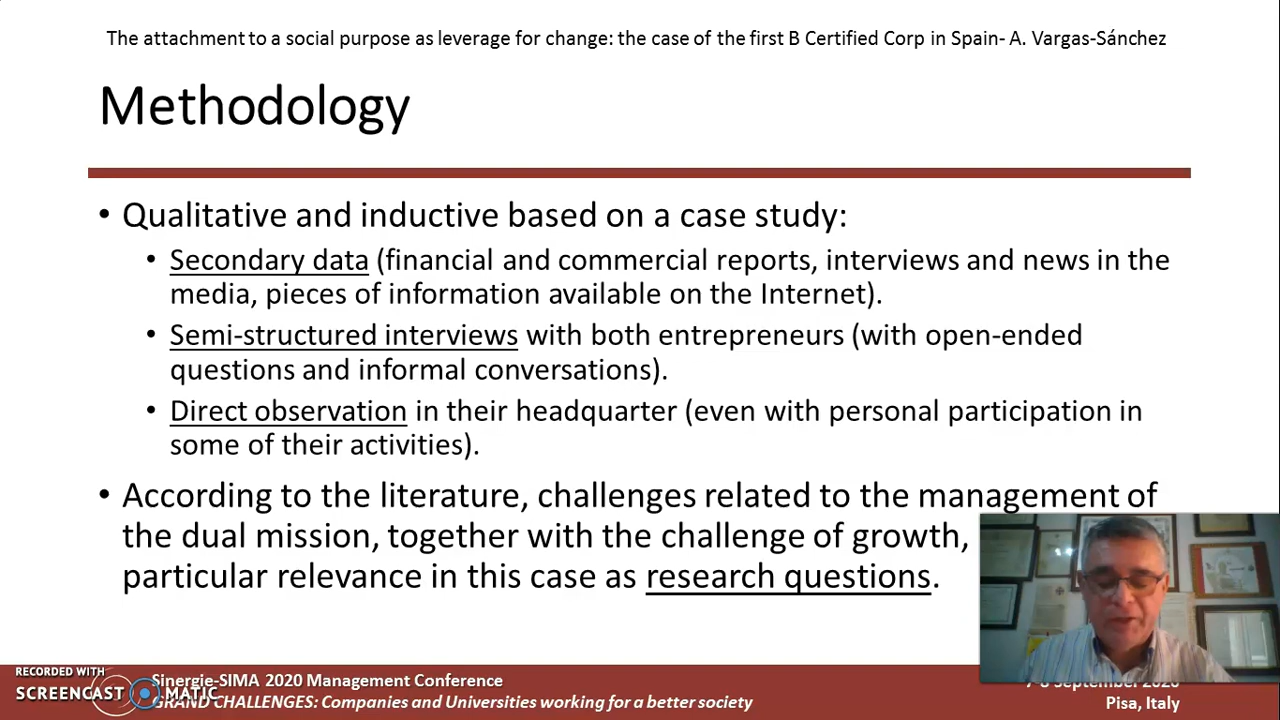 The attachment to a social purpose as leverage for change: the case of the first B Certified Corp in Spain- A. Vargas-Sánchez
Methodology
• Qualitative and inductive based on a case study:
• Secondary data (financial and commercial reports, interviews and news in the
media, pieces of information available on the Internet).
• Semi-structured interviews with both entrepreneurs (with open-ended
questions and informal conversations).
• Direct observation in their headquarter (even with personal participation in
some of their activities).
• According to the literature, challenges related to the management of
the dual mission, together with the challenge of growth,
particular relevance in this case as research questions.
RECORDED WITH
SCREENCAST MATIC
Sinergie-SIMA 2020 Management Conference
GRAND CHALLENGES: Companies and Universities working for a better society
September 2020
Pisa, Italy